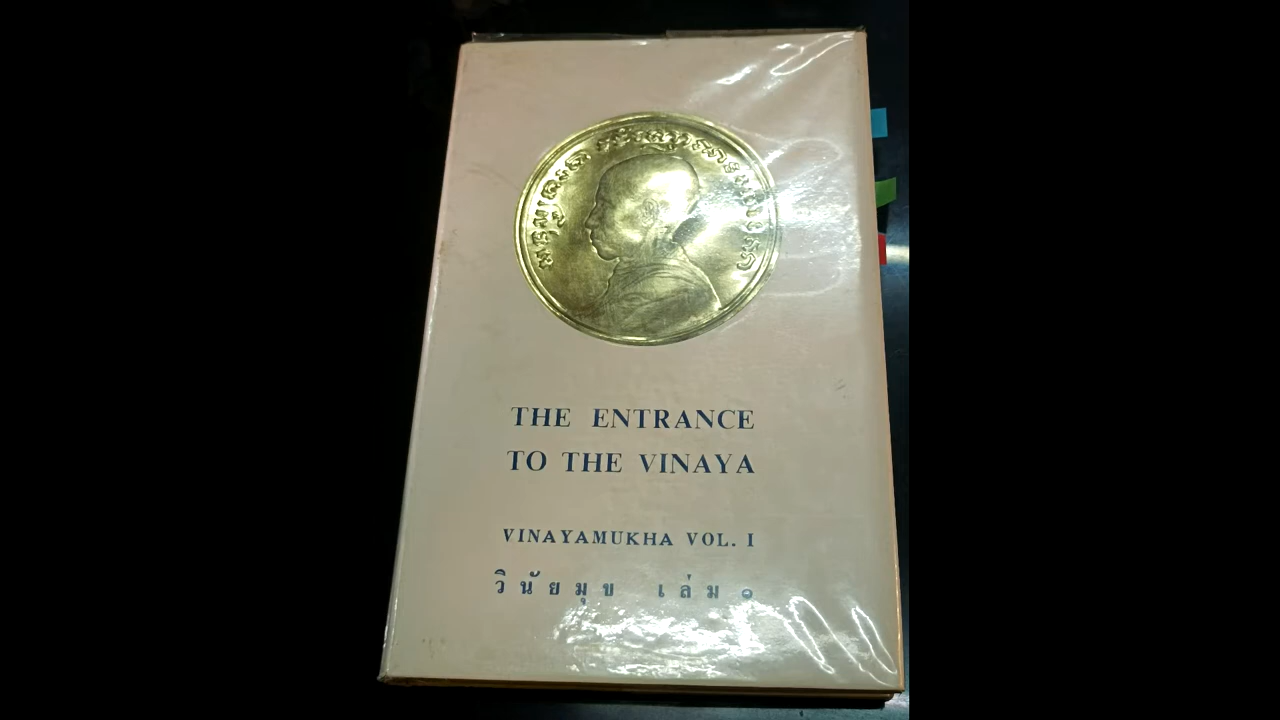 THE ENTRANCE
TO THE VINAYA
VINAYAMUKHA VOL. I
วินัยมุข เล่ม ๑